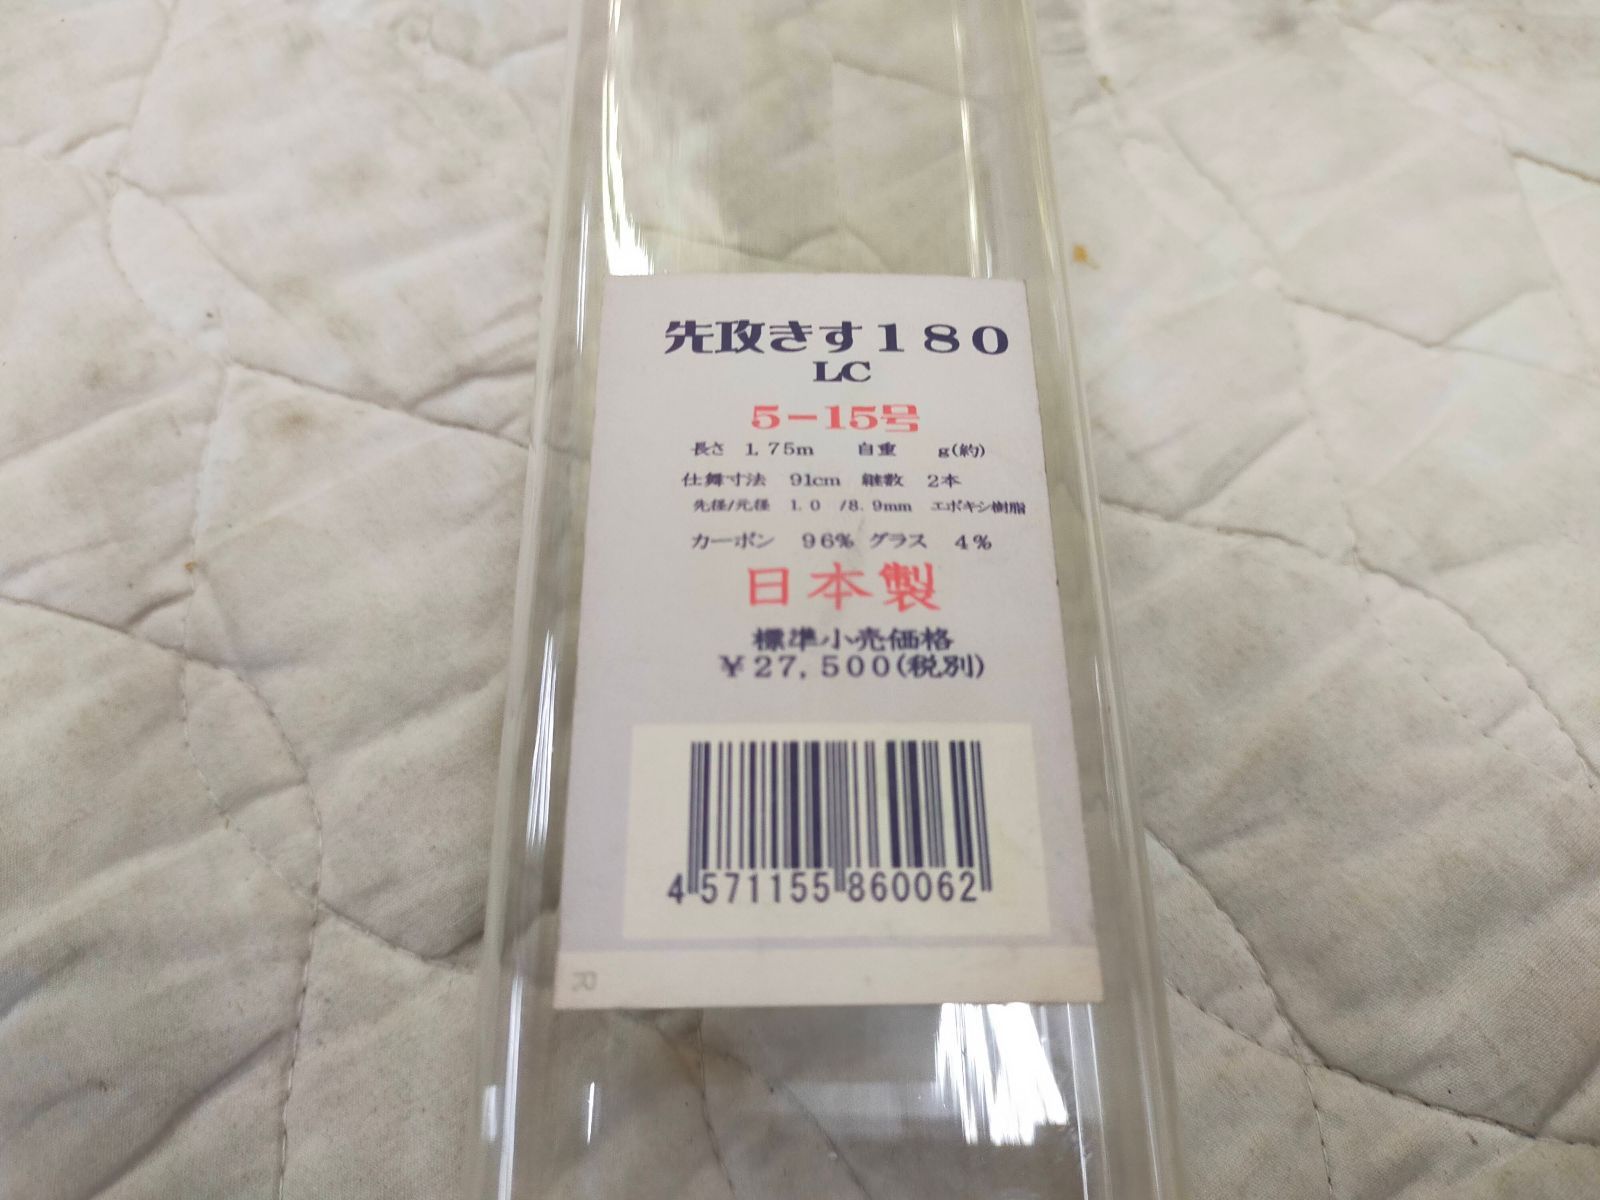 先攻きす１８０
LC
5−15号
長さ 1,75m 自重 g(約)
仕舞寸法 91cm 継数 2本
先径/元径 1.0 /8.9mm エポキシ樹脂
カーボン 96% グラス 4%
日本製
標準小売価格
￥27,500(税別)
4571155860062
R